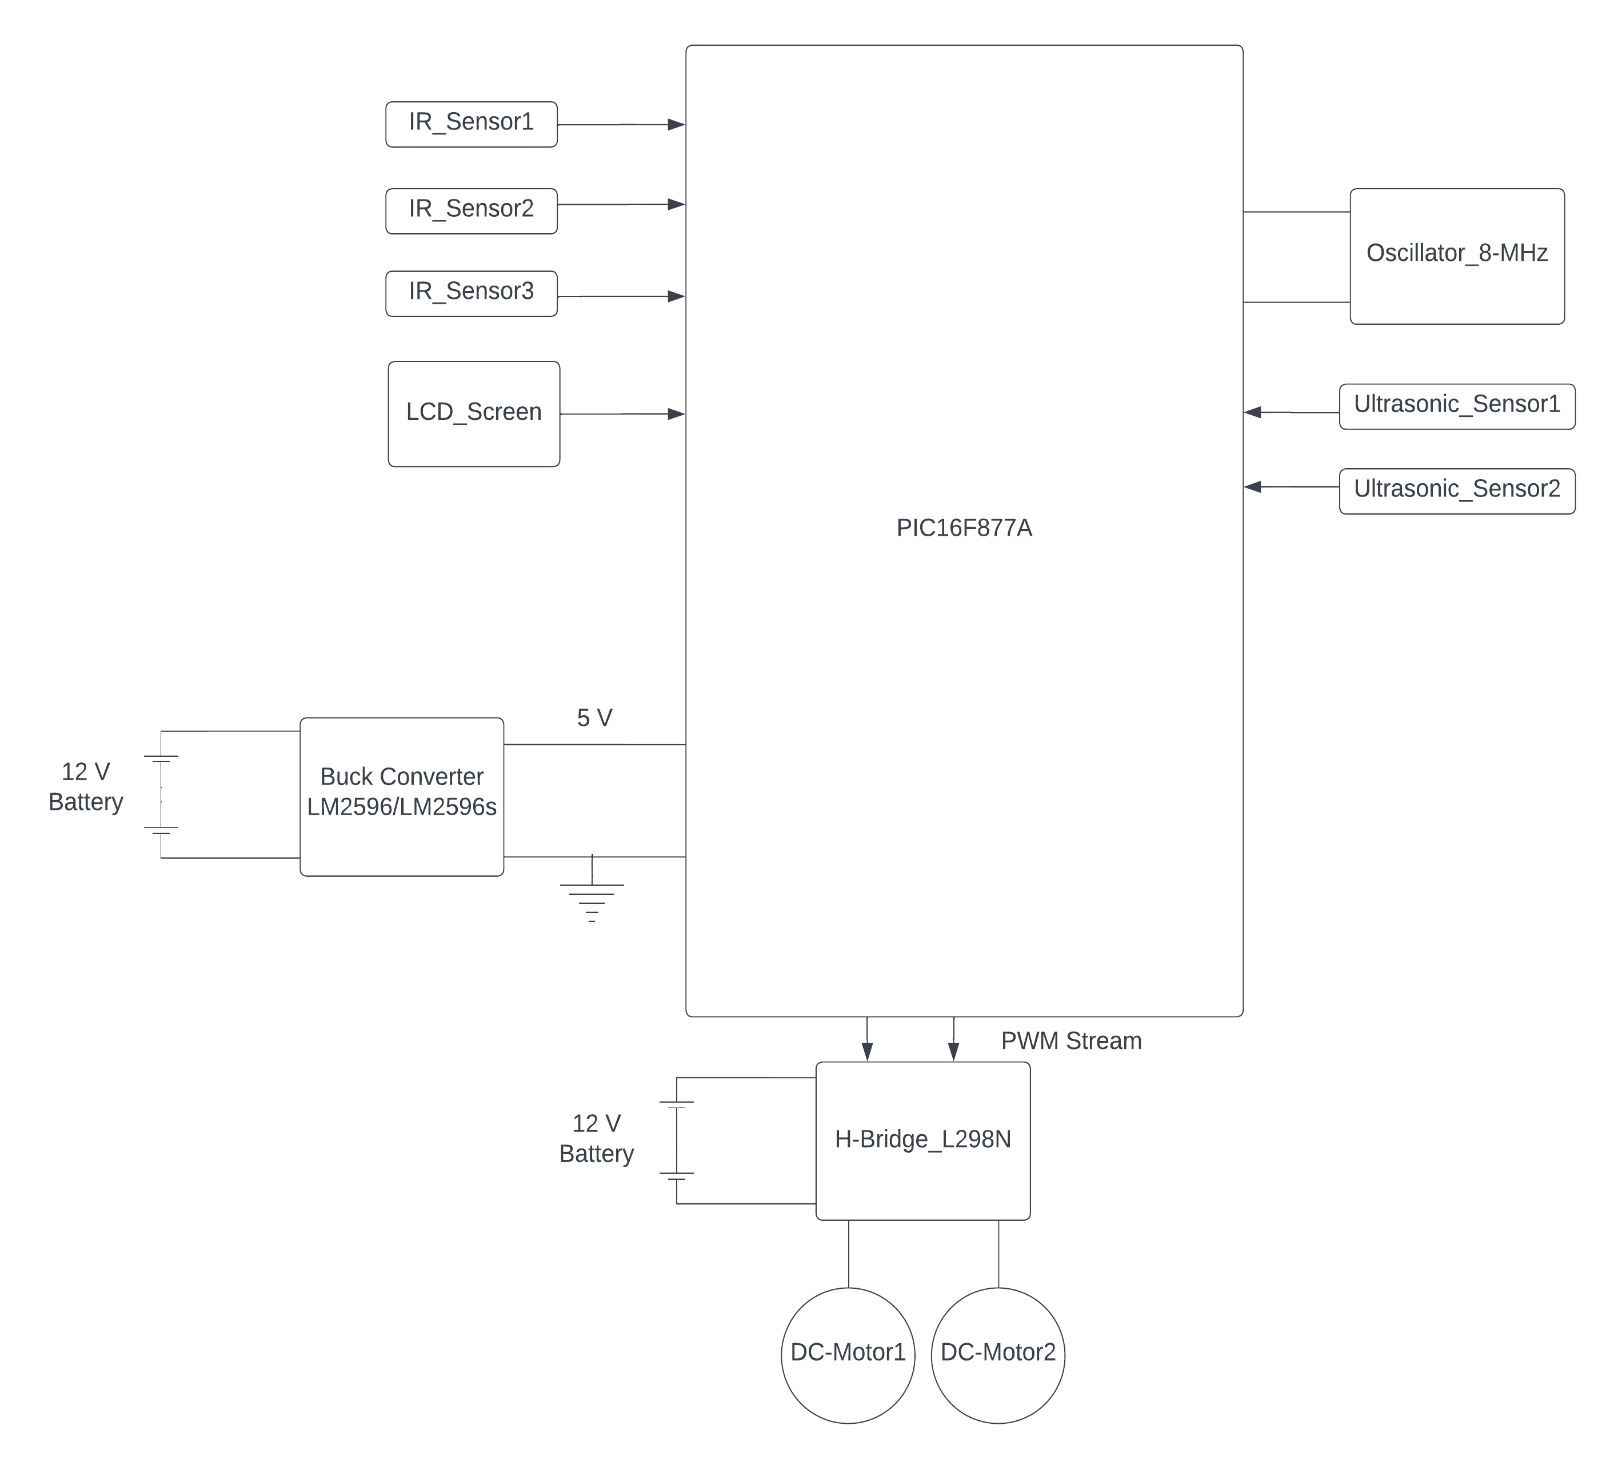 IR_Sensor1
IR_Sensor2
IR_Sensor3
LCD_Screen
Oscillator_8-MHz
Ultrasonic_Sensor1
Ultrasonic_Sensor2
PIC16F877A
5 V
12 V
Battery
Buck Converter
LM2596/LM2596s
PWM Stream
12 V
Battery
H-Bridge_L298N
DC-Motor1
DC-Motor2